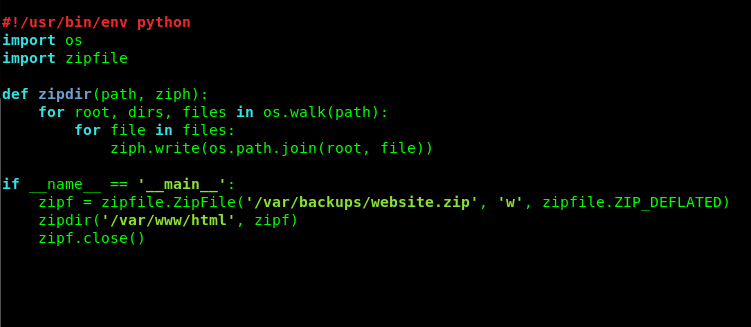 #!/usr/bin/env python
import os
import zipfile

def zipdir(path, ziph):
    for root, dirs, files in os.walk(path):
        for file in files:
            ziph.write(os.path.join(root, file))

if __name__ == '__main__':
    zipf = zipfile.ZipFile('/var/backups/website.zip', 'w', zipfile.ZIP_DEFLATED)
    zipdir('/var/www/html', zipf)
    zipf.close()